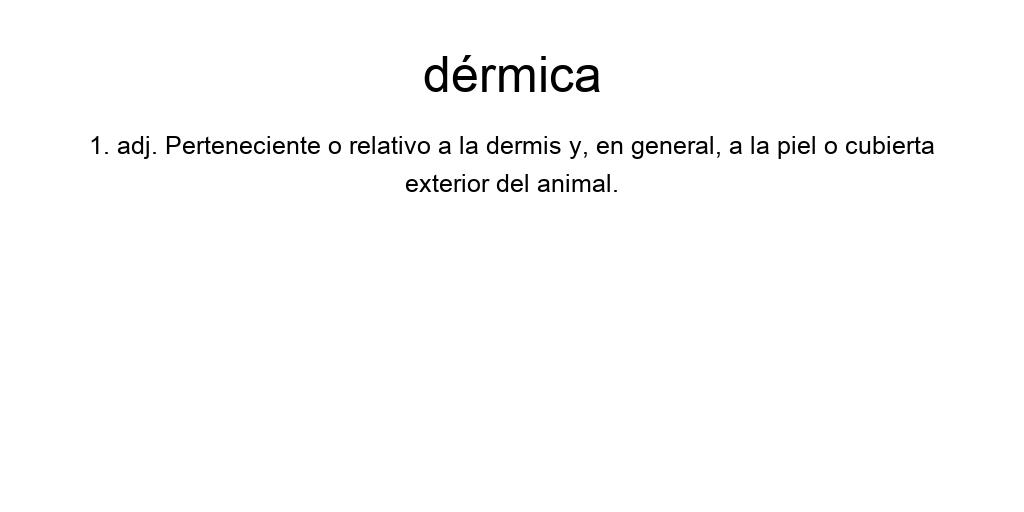 dérmica
1. adj. Perteneciente o relativo a la dermis y, en general, a la piel o cubierta
exterior del animal.